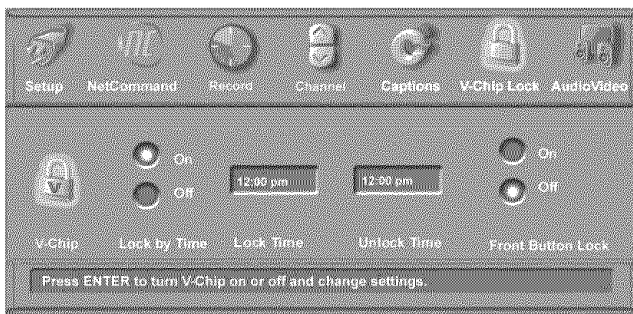 Setup NetCommand Record Channel Captions V-Chip Lock AudioVideo
On On
12:00 pm 12:00 pm
Off Off
V-Chip Lock by Time Lock Time Unlock Time Front Button Lock
Press ENTER to turn V-Chip on or off and change settings.